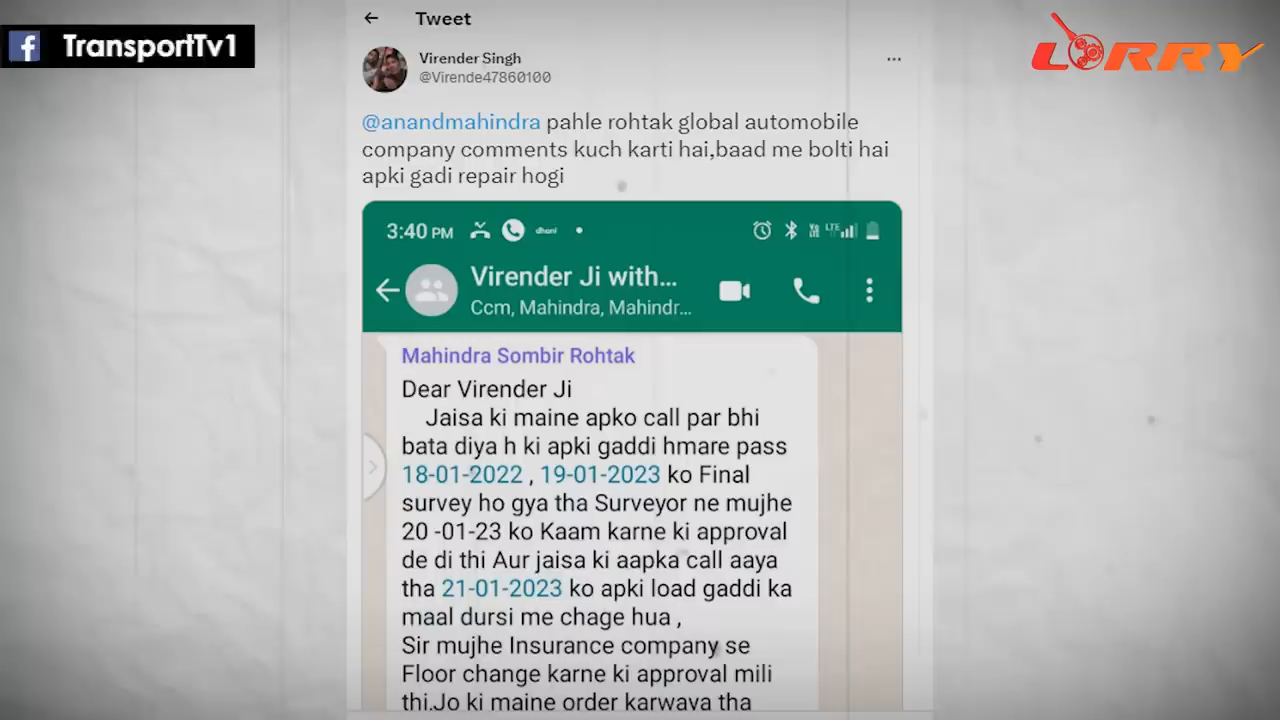 TransportTv1
LORRY
Tweet
Virender Singh
@Virende47860100
@anandmahindra pahle rohtak global automobile
company comments kuch karti hai,baad me bolti hai
apki gadi repair hogi
3:40 PM
dhani
Vo LTE LTE
Virender Ji with...
Ccm, Mahindra, Mahindr...
Mahindra Sombir Rohtak
Dear Virender Ji
Jaisa ki maine apko call par bhi
bata diya h ki apki gaddi hmare pass
18-01-2022 , 19-01-2023 ko Final
survey ho gya tha Surveyor ne mujhe
20 -01-23 ko Kaam karne ki approval
de di thi Aur jaisa ki aapka call aaya
tha 21-01-2023 ko apki load gaddi ka
maal dursi me chage hua ,
Sir mujhe Insurance company se
Floor change karne ki approval mili
thi.Jo ki maine order karwaya tha